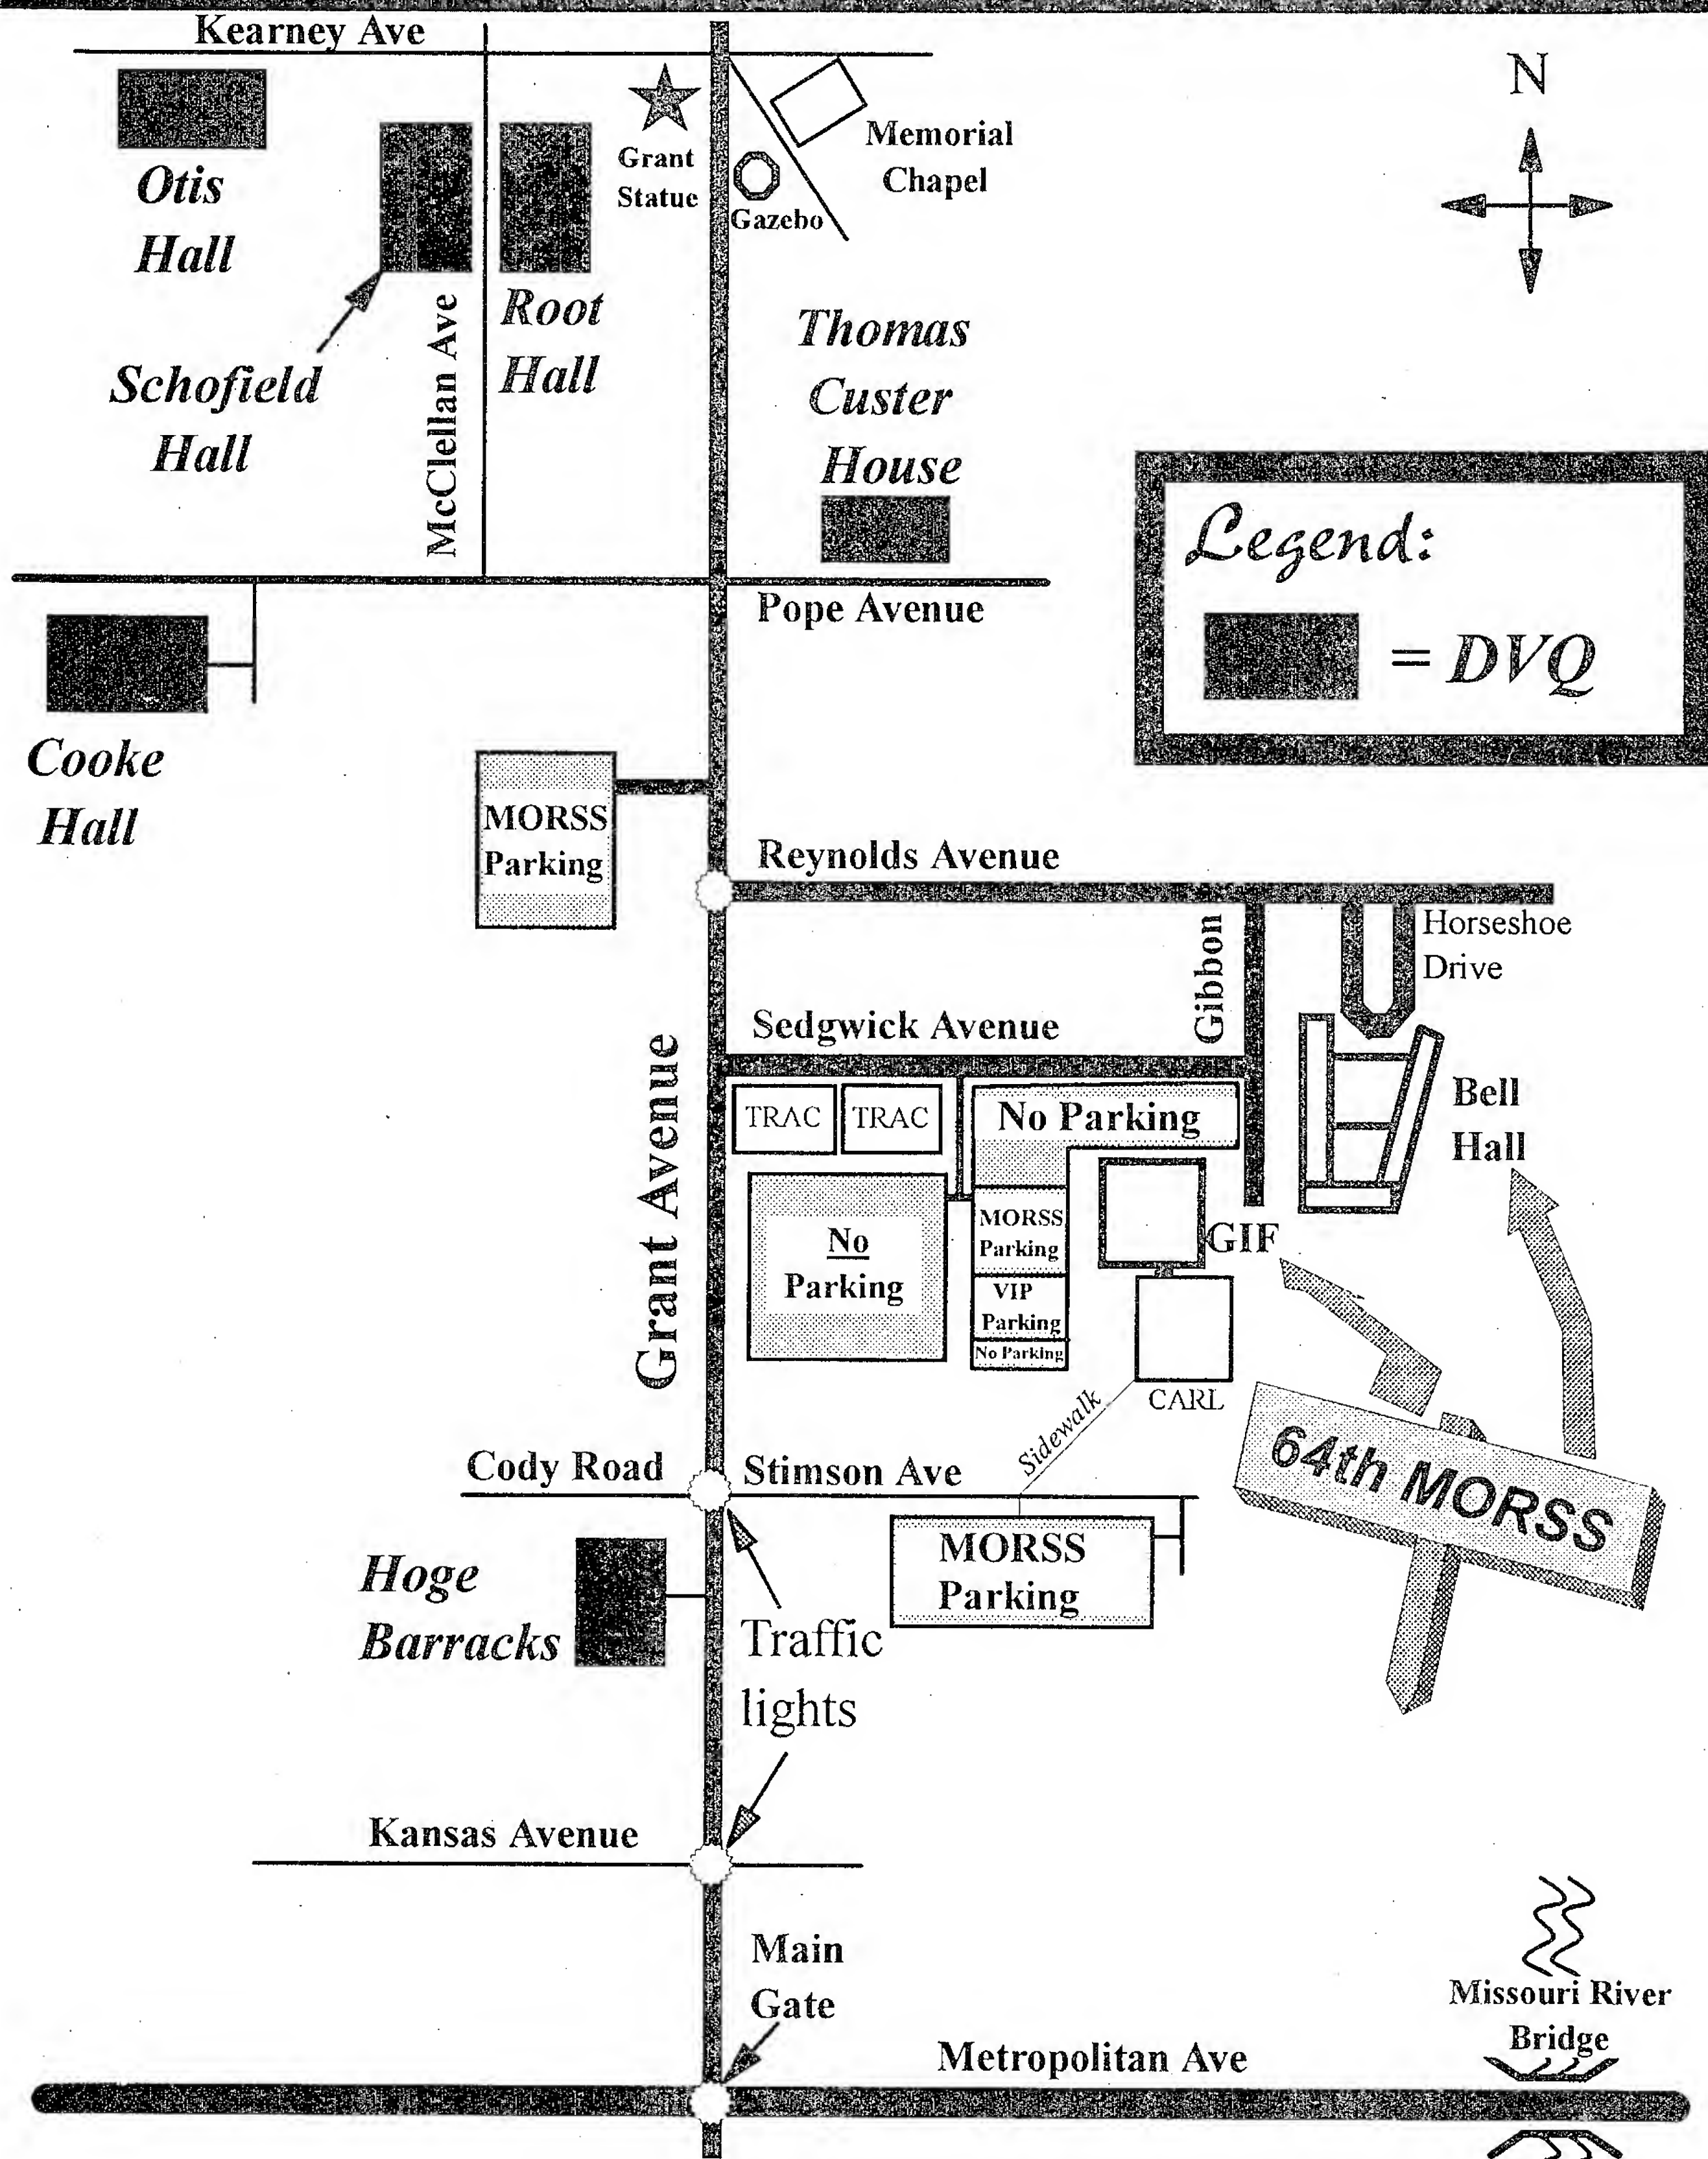 Kearney Ave
N
Otis
Hall
Grant
Statue
Memorial
Chapel
Gazebo
Schofield
Hall
McClellan Ave
Root
Hall
Thomas
Custer
House
Legend:
= DVQ
Pope Avenue
Cooke
Hall
MORSS
Parking
Reynolds Avenue
Horseshoe
Drive
Gibbon
Sedgwick Avenue
Grant Avenue
TRAC
TRAC
No Parking
Bell
Hall
No
Parking
MORSS
Parking
VIP
Parking
No Parking
GIF
CARL
Sidewalk
Cody Road
Stimson Ave
64th MORSS
MORSS
Parking
Hoge
Barracks
Traffic
lights
Kansas Avenue
Main
Gate
Missouri River
Bridge
Metropolitan Ave